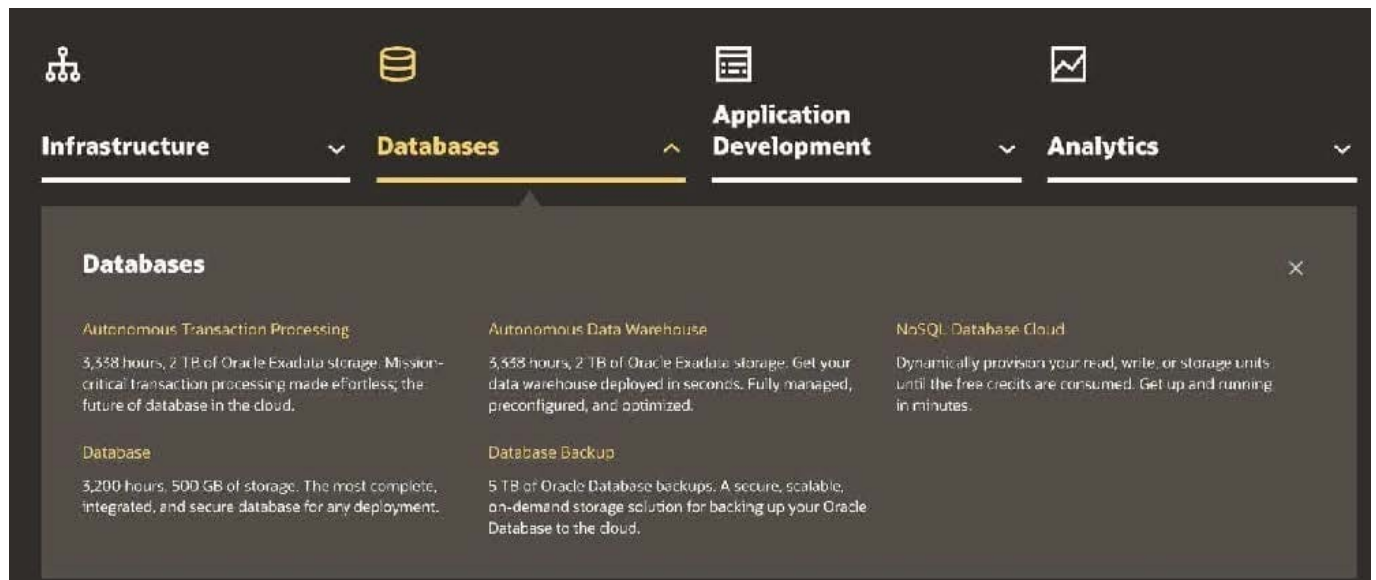 Infrastructure
Databases
Application
Development
Analytics
Databases
Autonomous Transaction Processing
3,338 hours, 2 TB of Oracle Exadata storage. Mission-
critical transaction processing made effortless; the
future of database in the cloud.
Autonomous Data Warehouse
3,338 hours, 2 TB of Oracle Exadata storage. Get your
data warehouse deployed in seconds. Fully managed,
preconfigured, and optimized.
NoSQL Database Cloud
Dynamically provision your read, write, or storage units
until the free credits are consumed. Get up and running
in minutes.
Database
3,200 hours, 500 GB of storage. The most complete,
integrated, and secure database for any deployment.
Database Backup
5 TB of Oracle Database backups. A secure, scalable,
on-demand storage solution for backing up your Oracle
Database to the cloud.